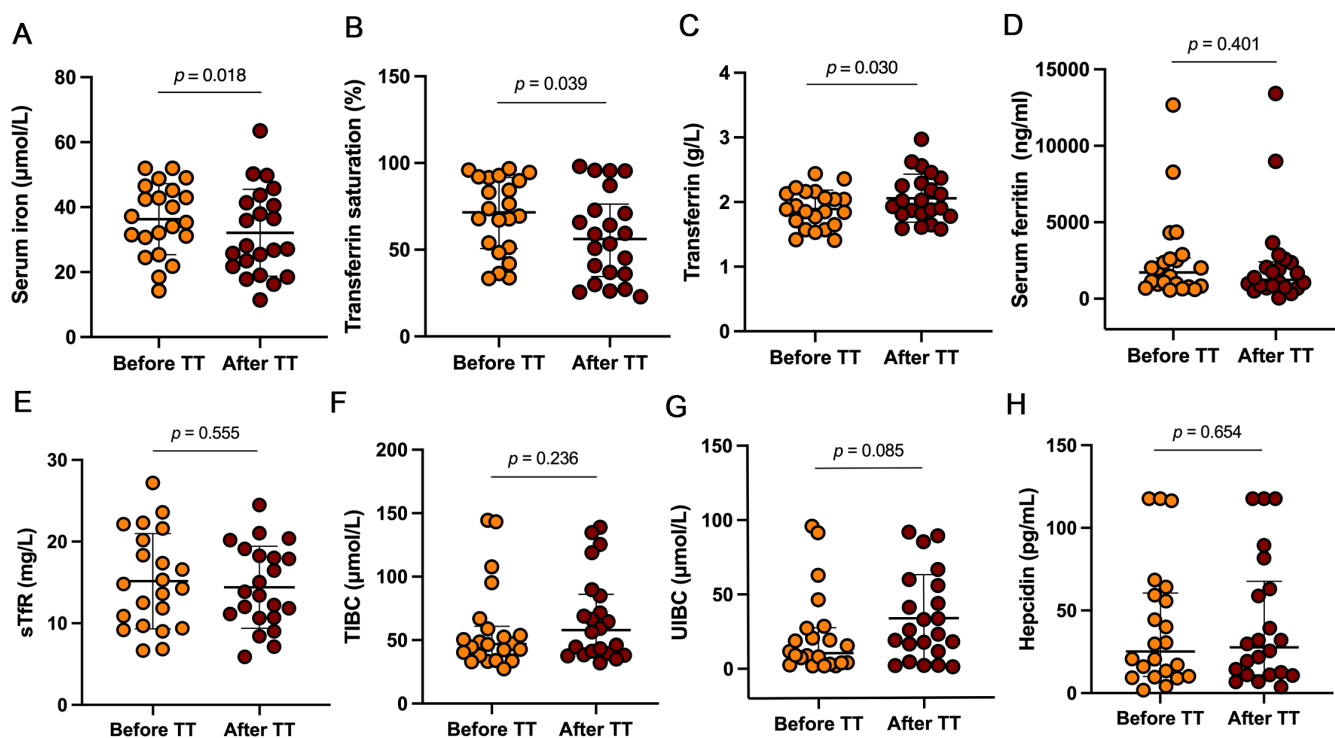 A
p = 0.018
Serum iron (µmol/L)
80
60
40
20
0
Before TT After TT
B
p = 0.039
Transferrin saturation (%)
150
100
50
0
Before TT After TT
C
p = 0.030
Transferrin (g/L)
4
3
2
1
0
Before TT After TT
D
p = 0.401
Serum ferritin (ng/ml)
15000
10000
5000
0
Before TT After TT
E
p = 0.555
sTfR (mg/L)
30
20
10
0
Before TT After TT
F
p = 0.236
TIBC (µmol/L)
200
150
100
50
0
Before TT After TT
G
p = 0.085
UIBC (µmol/L)
150
100
50
0
Before TT After TT
H
p = 0.654
Hepcidin (pg/mL)
150
100
50
0
Before TT After TT